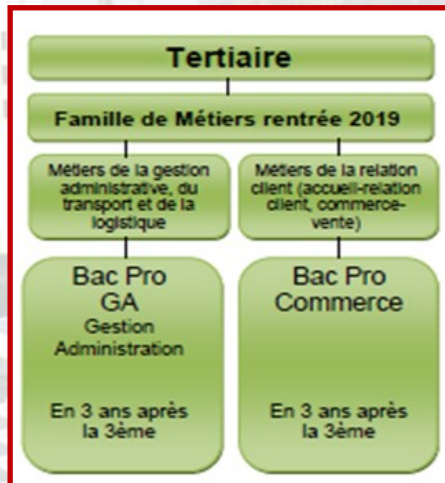 Tertiaire
Famille de Métiers rentrée 2019
Métiers de la gestion
administrative, du
transport et de la
logistique
Métiers de la relation
client (accueil-relation
client, commerce-
vente)
Bac Pro
GA
Gestion
Administration
En 3 ans après
la 3ème
Bac Pro
Commerce
En 3 ans après
la 3ème